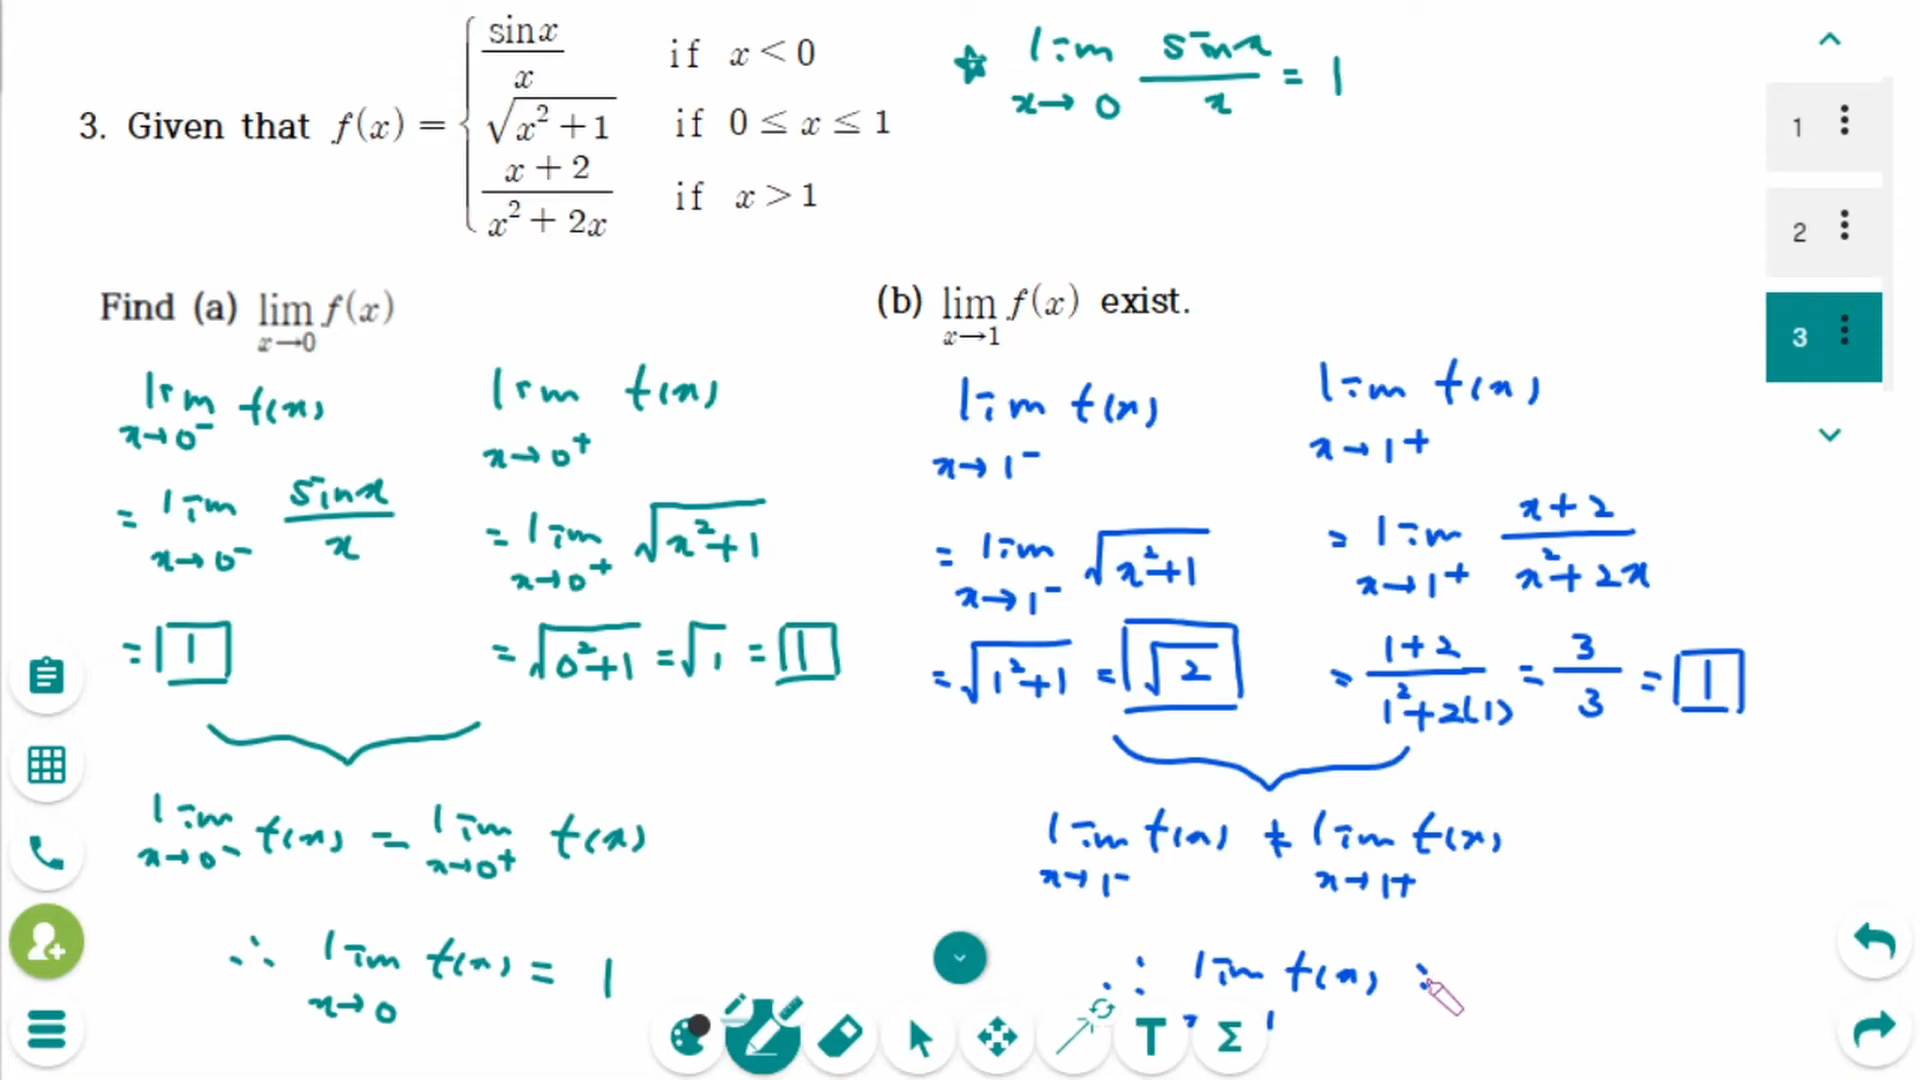 3. Given that f(x) = { sinx/x if x < 0
√(x² + 1) if 0 ≤ x ≤ 1
(x + 2)/(x² + 2x) if x > 1
☆ lim x→0 sinx/x = 1
Find (a) lim x→0 f(x)
lim x→0⁻ f(x)
= lim x→0⁻ sinx/x
= 1
lim x→0⁺ f(x)
= lim x→0⁺ √(x²+1)
= √(0²+1) = √1 = 1
lim x→0⁻ f(x) = lim x→0⁺ f(x)
∴ lim x→0 f(x) = 1
(b) lim x→1 f(x) exist.
lim x→1⁻ f(x)
= lim x→1⁻ √(x²+1)
= √(1²+1) = √2
lim x→1⁺ f(x)
= lim x→1⁺ (x+2)/(x²+2x)
= (1+2)/(1²+2(1)) = 3/3 = 1
lim x→1⁻ f(x) ≠ lim x→1+ f(x)
∴ lim f(x)
1
2
3
T Σ